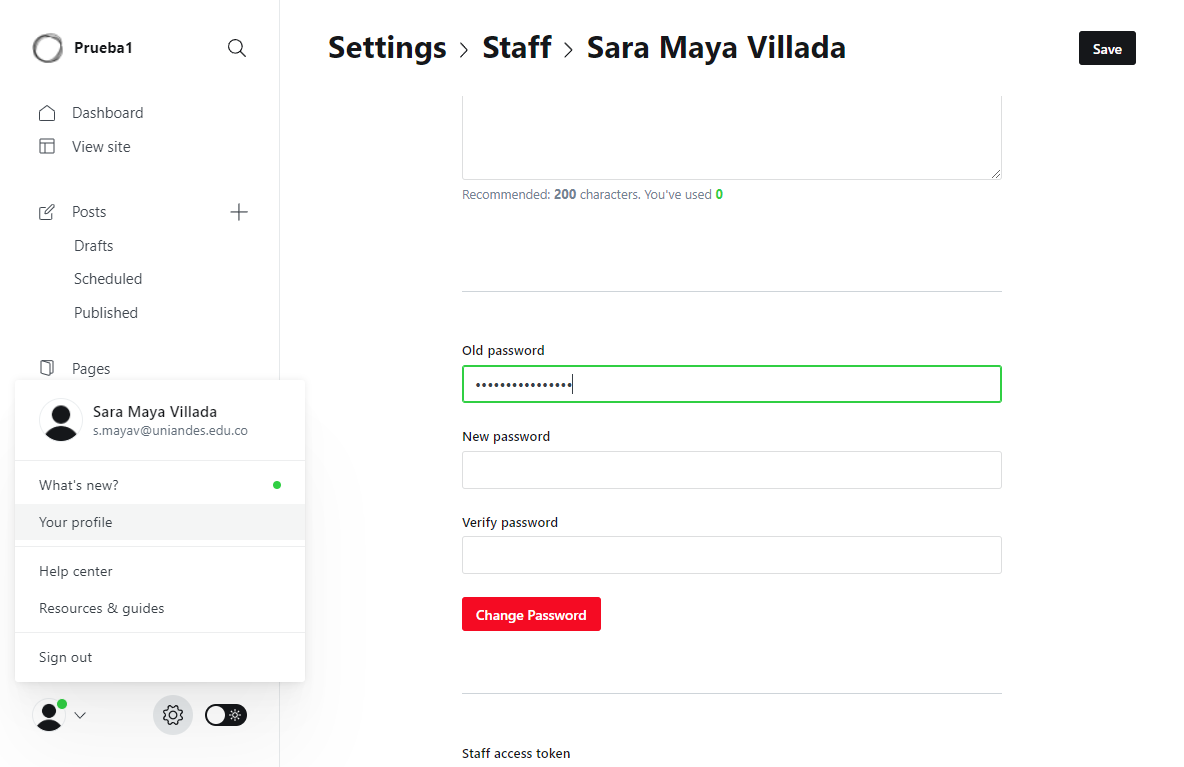 Prueba1
Settings › Staff › Sara Maya Villada
Save
Dashboard
View site
Recommended: 200 characters. You've used 0
Posts
Drafts
Scheduled
Published
Pages
Sara Maya Villada
s.mayav@uniandes.edu.co
What's new?
Your profile
Help center
Resources & guides
Sign out
Old password
••••••••••••••••
New password
Verify password
Change Password
Staff access token